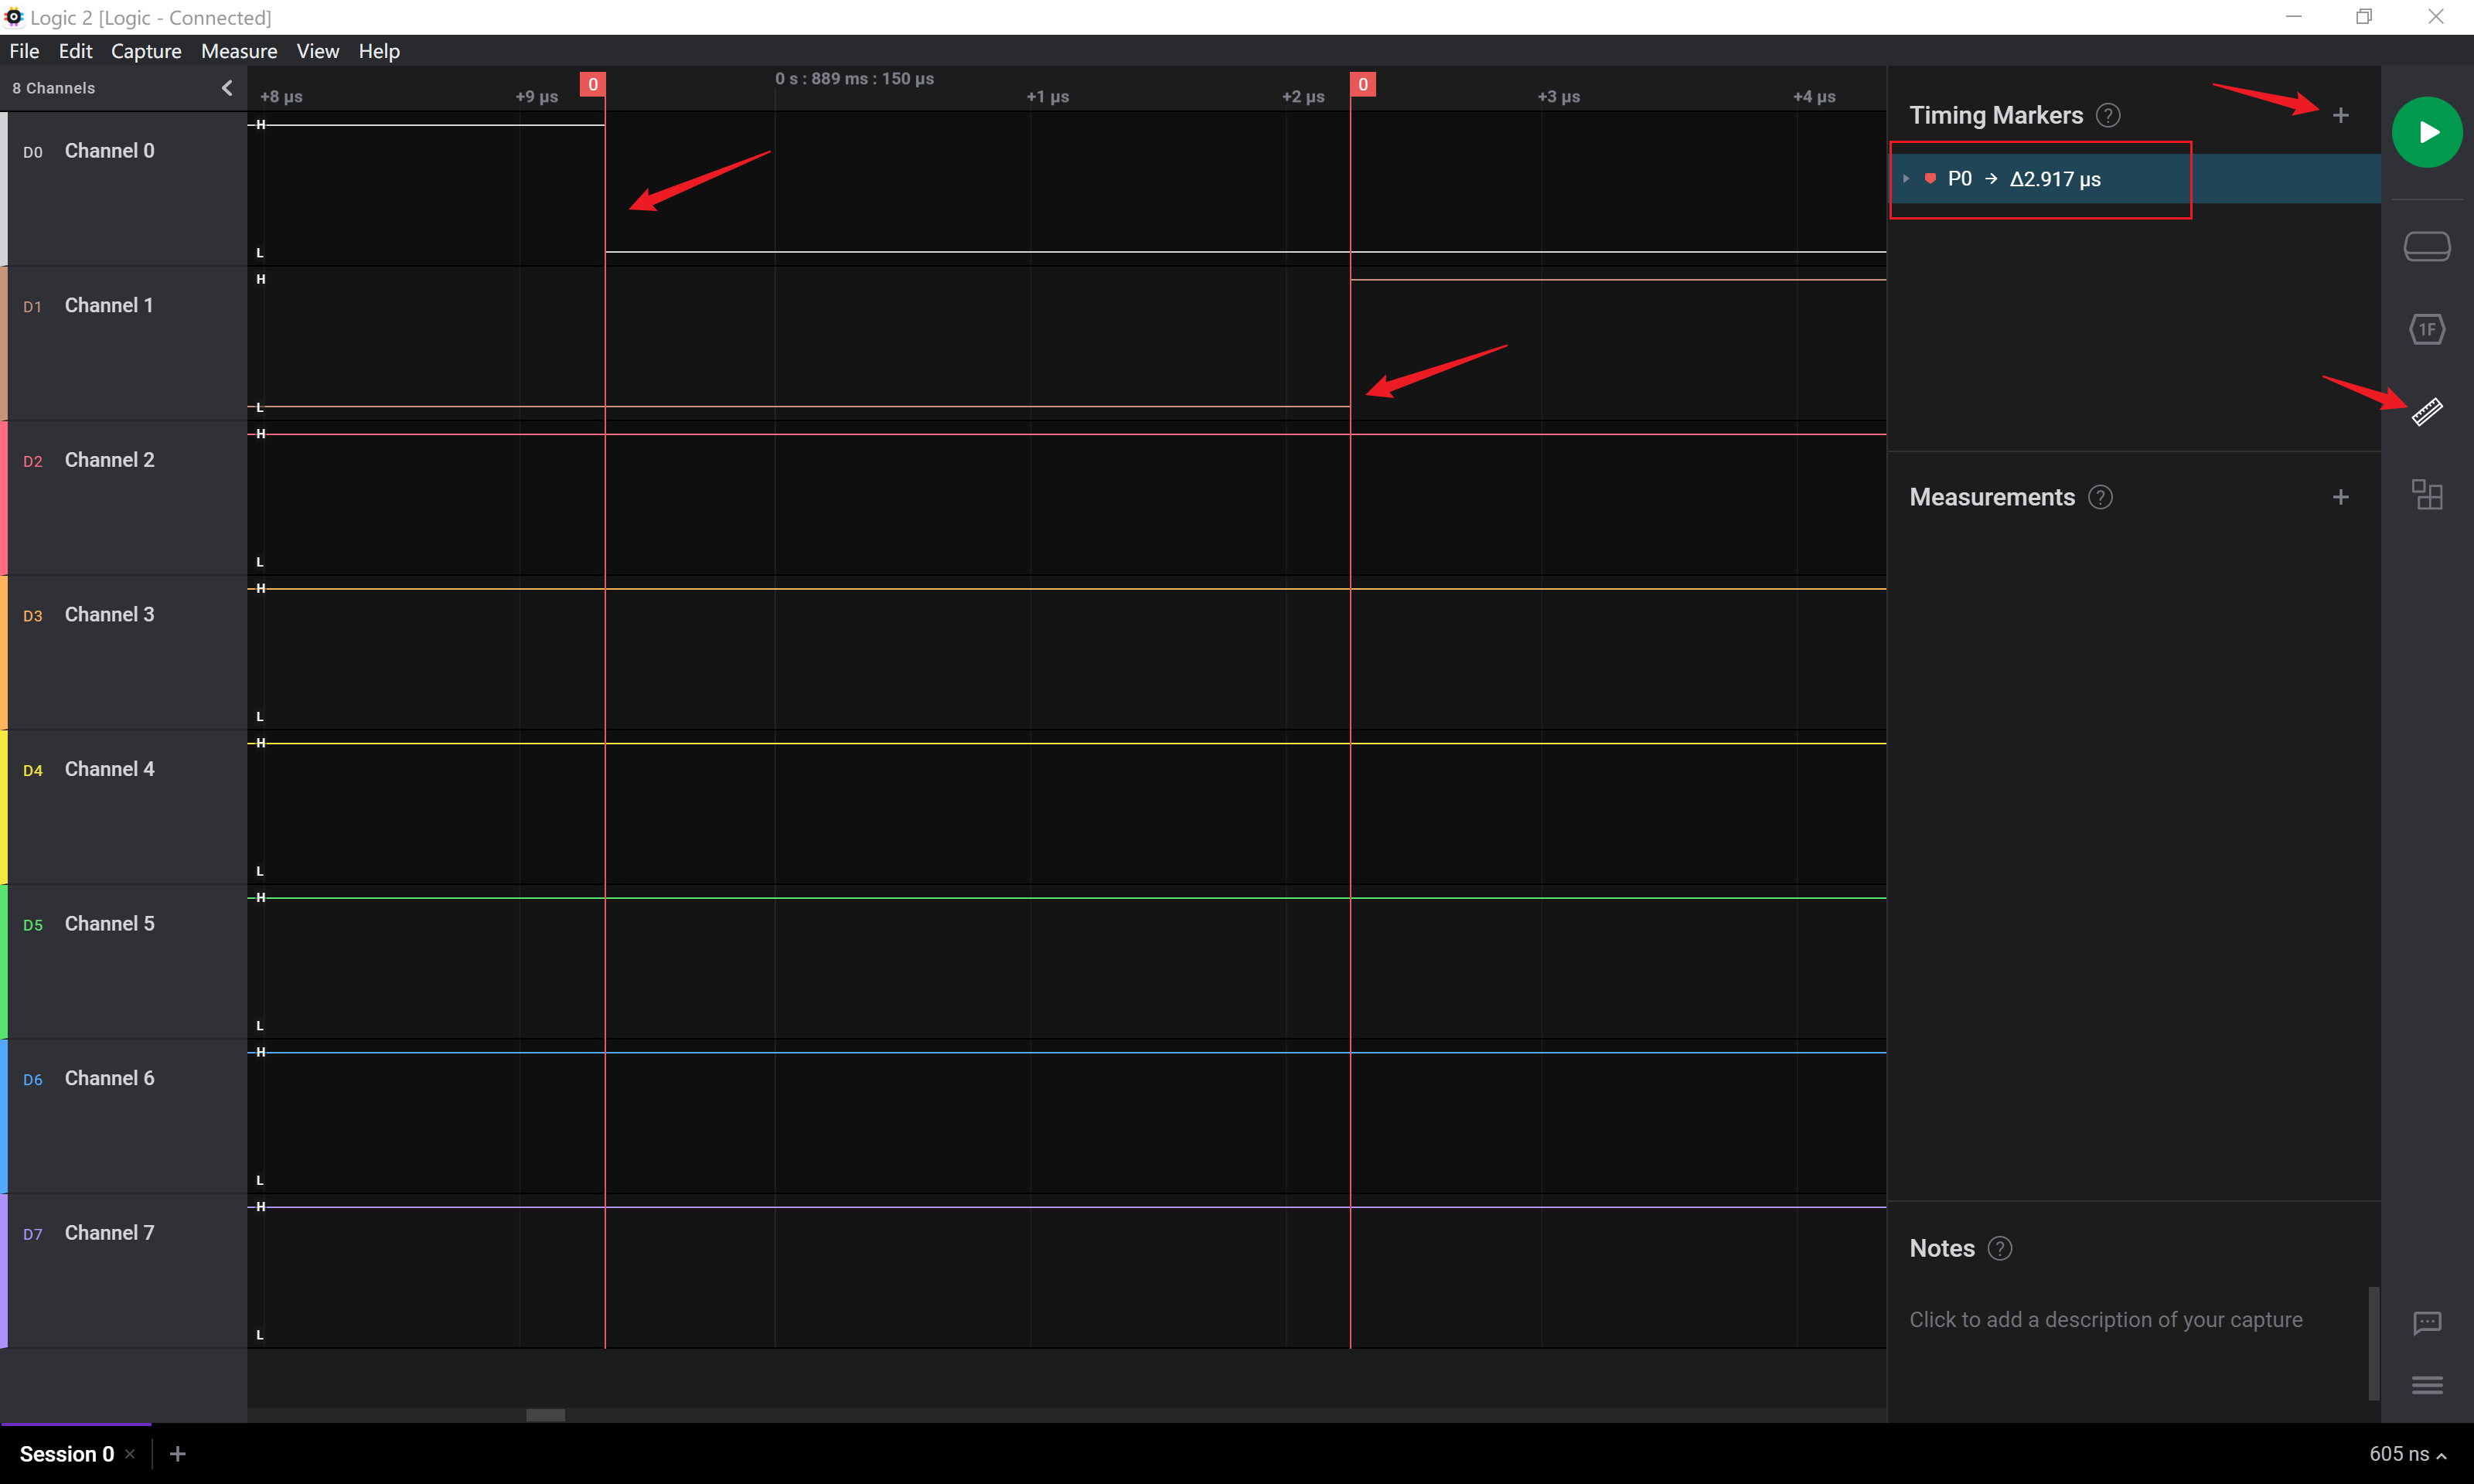 Logic 2 [Logic - Connected]
File Edit Capture Measure View Help
8 Channels
0 s : 889 ms : 150 µs
+8 µs +9 µs 0 +1 µs +2 µs 0 +3 µs +4 µs
D0 Channel 0
H
L
D1 Channel 1
H
L
D2 Channel 2
H
L
D3 Channel 3
H
L
D4 Channel 4
H
L
D5 Channel 5
H
L
D6 Channel 6
H
L
D7 Channel 7
H
L
Timing Markers ? +
P0 → Δ2.917 µs
1F
Measurements ? +
Notes ?
Click to add a description of your capture
Session 0 × +
605 ns